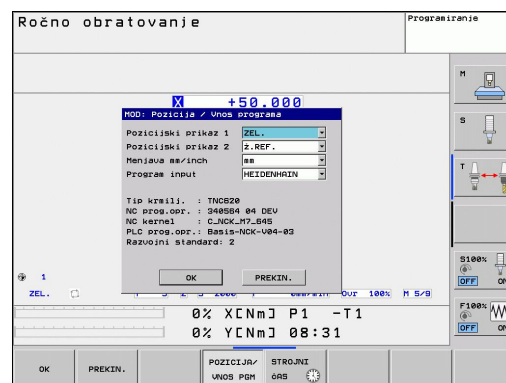 Ročno obratovanje
Programiranje
X +50.000
MOD: Pozicija / Vnos programa
Pozicijski prikaz 1 ZEL.
Pozicijski prikaz 2 ž.REF.
Menjava mm/inch mm
Program input HEIDENHAIN
Tip krmilj. : TNC620
NC prog.opr. : 340564 04 DEV
NC kernel : C_NCK_M7_645
PLC prog.opr.: Basis-NCK-V04-03
Razvojni standard: 2
OK PREKIN.
M
S
T
S100%
OFF ON
F100%
OFF ON
1
ZEL. Ovr 100% M 5/9
0% X[Nm] P1 -T1
0% Y[Nm] 08:31
OK PREKIN. POZICIJA/ VNOS PGM STROJNI čAS